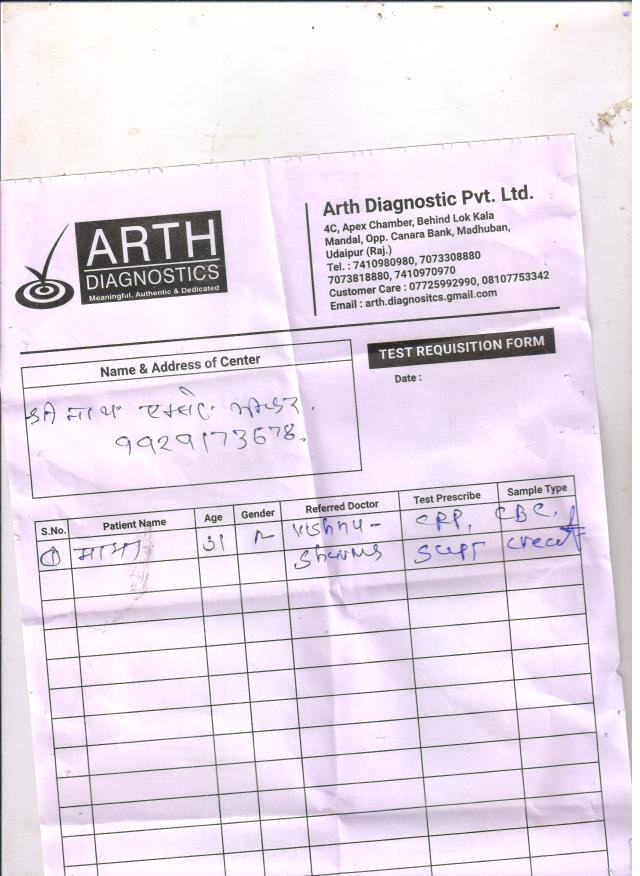 ARTH
DIAGNOSTICS
Meaningful, Authentic & Dedicated
Arth Diagnostic Pvt. Ltd.
4C, Apex Chamber, Behind Lok Kala
Mandal, Opp. Canara Bank, Madhuban,
Udaipur (Raj.)
Tel. : 7410980980, 7073308880
7073818880, 7410970970
Customer Care : 07725992990, 08107753342
Email : arth.diagnositcs.gmail.com
TEST REQUISITION FORM
Date :
Name & Address of Center
9929173678.
S.No. Patient Name Age Gender Referred Doctor Test Prescribe Sample Type
① माया 31 Vishnu - CRP, CBC,
Sharma SGPT